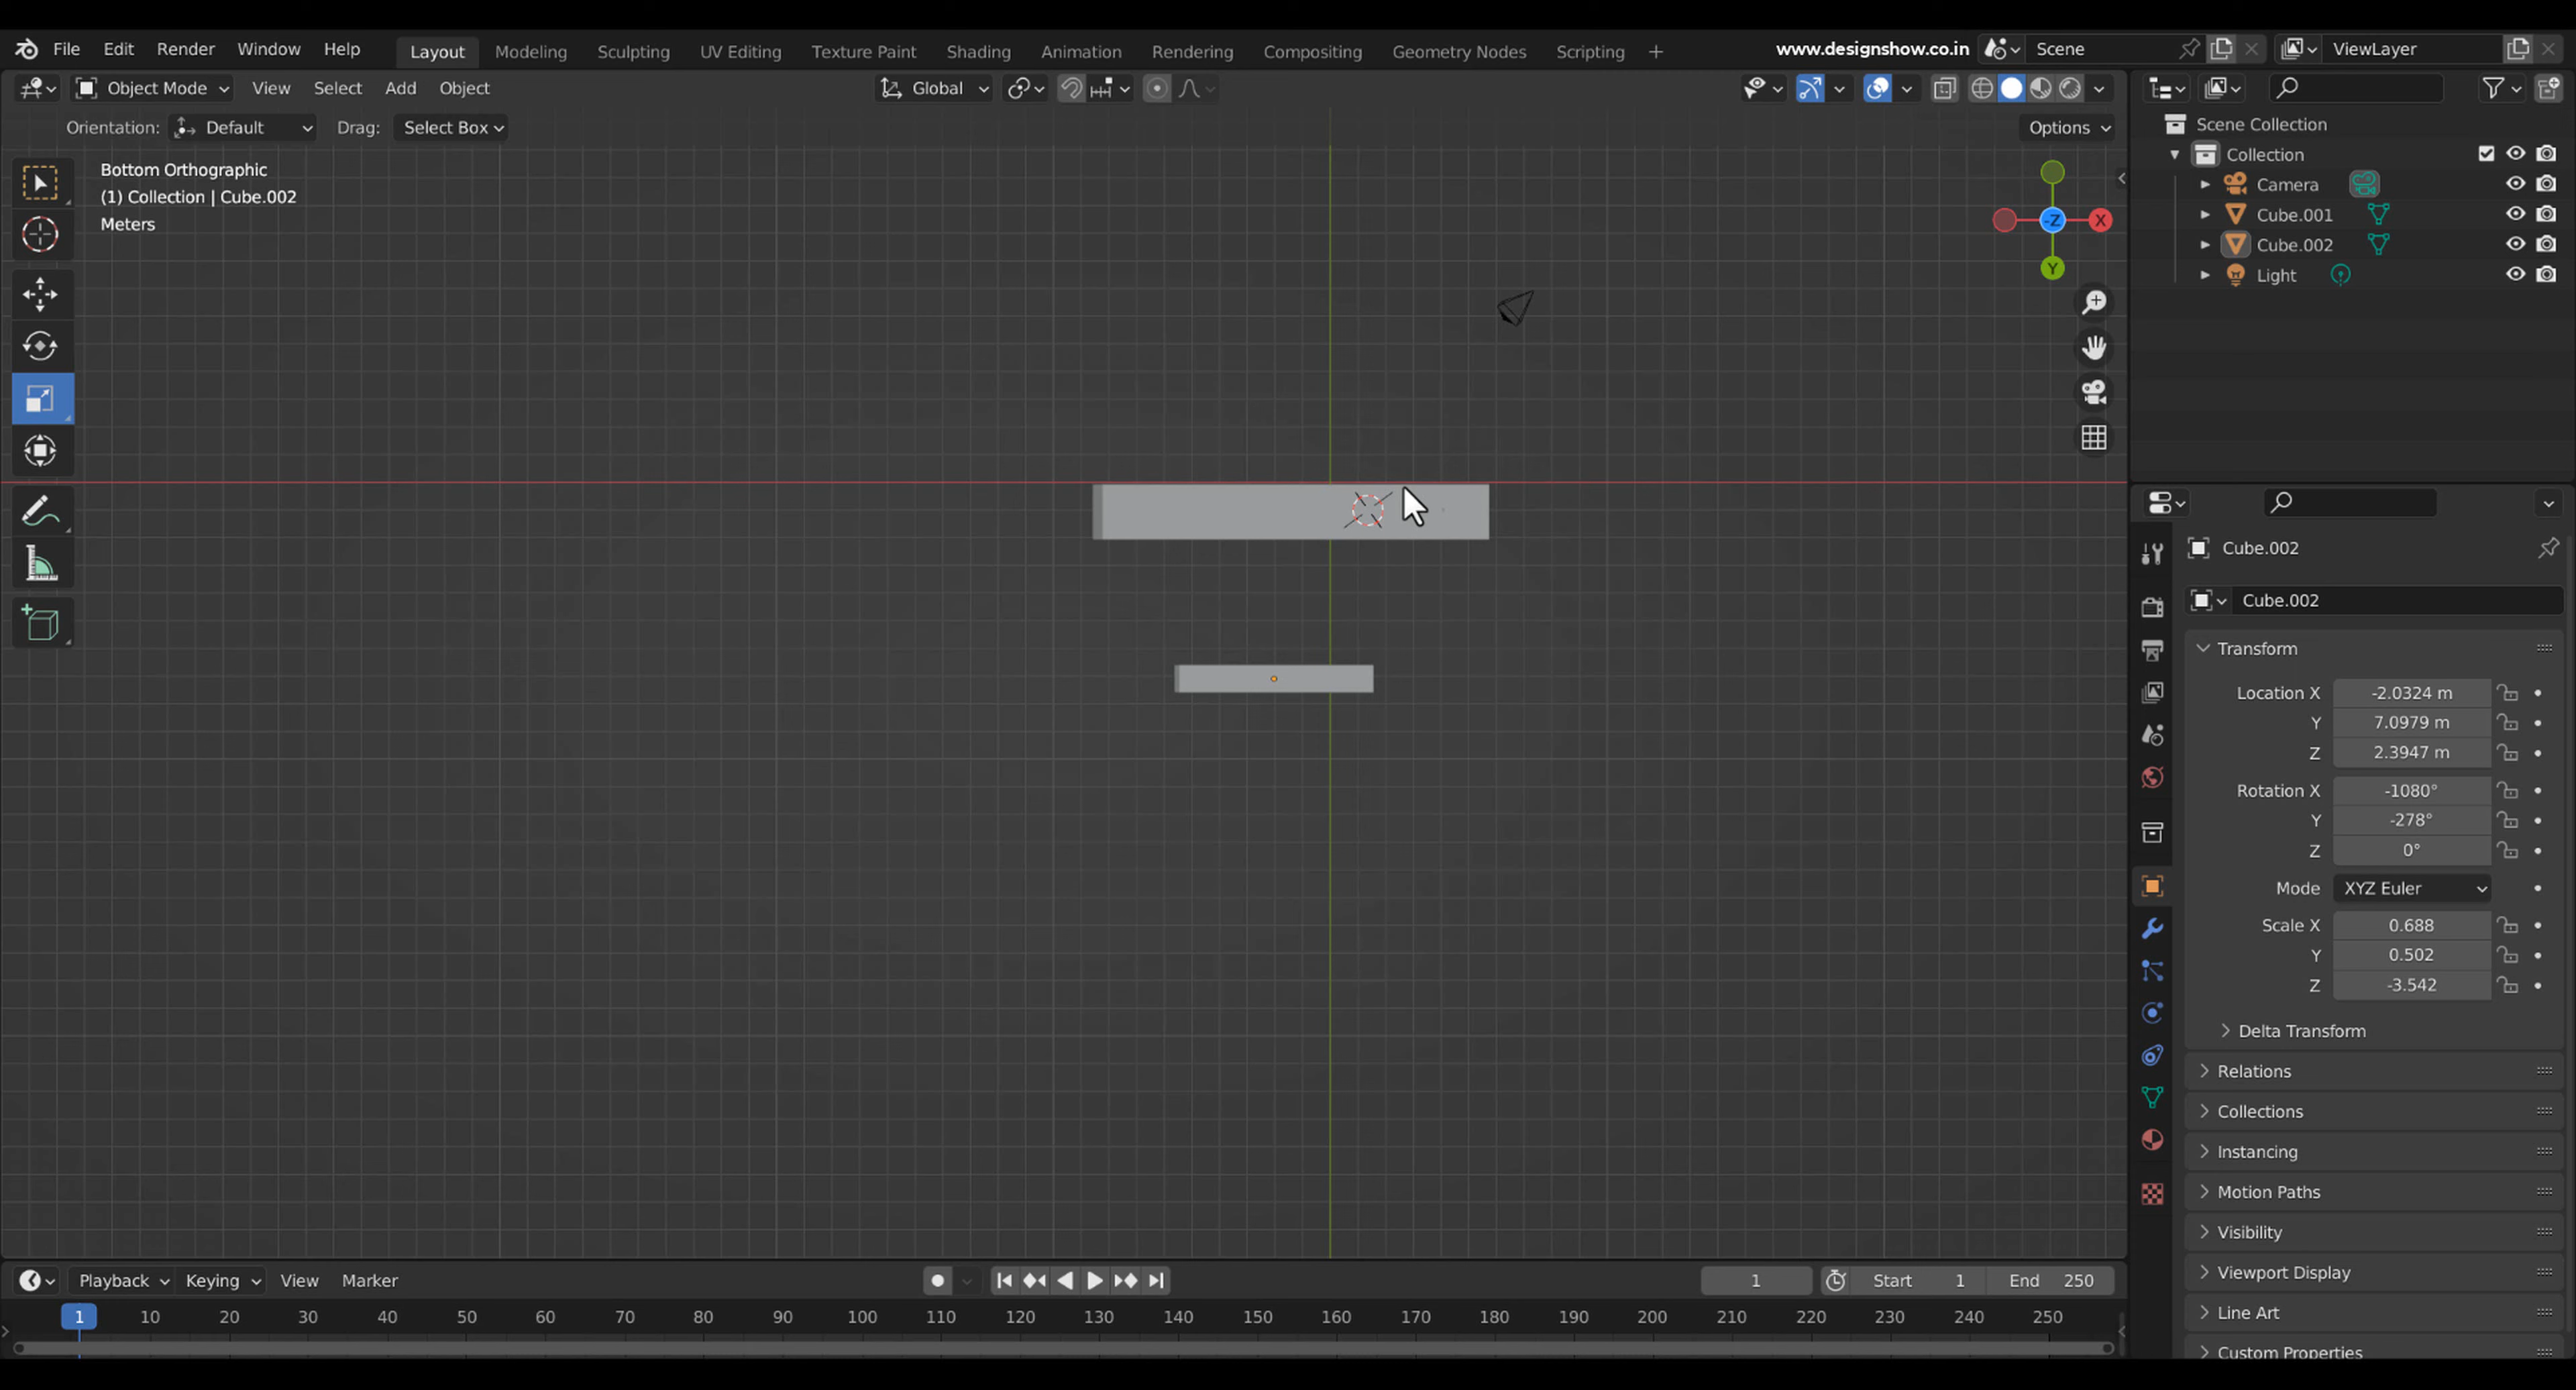 File Edit Render Window Help Layout Modeling Sculpting UV Editing Texture Paint Shading Animation Rendering Compositing Geometry Nodes Scripting + www.designshow.co.in Scene ViewLayer
Object Mode View Select Add Object Global
Orientation: Default Drag: Select Box Options
Bottom Orthographic
(1) Collection | Cube.002
Meters
-Z X
Y
Scene Collection
Collection
Camera
Cube.001
Cube.002
Light
Cube.002
Cube.002
Transform
Location X -2.0324 m
Y 7.0979 m
Z 2.3947 m
Rotation X -1080°
Y -278°
Z 0°
Mode XYZ Euler
Scale X 0.688
Y 0.502
Z -3.542
Delta Transform
Relations
Collections
Instancing
Motion Paths
Visibility
Viewport Display
Line Art
Custom Properties
Playback Keying View Marker 1 Start 1 End 250
1 10 20 30 40 50 60 70 80 90 100 110 120 130 140 150 160 170 180 190 200 210 220 230 240 250